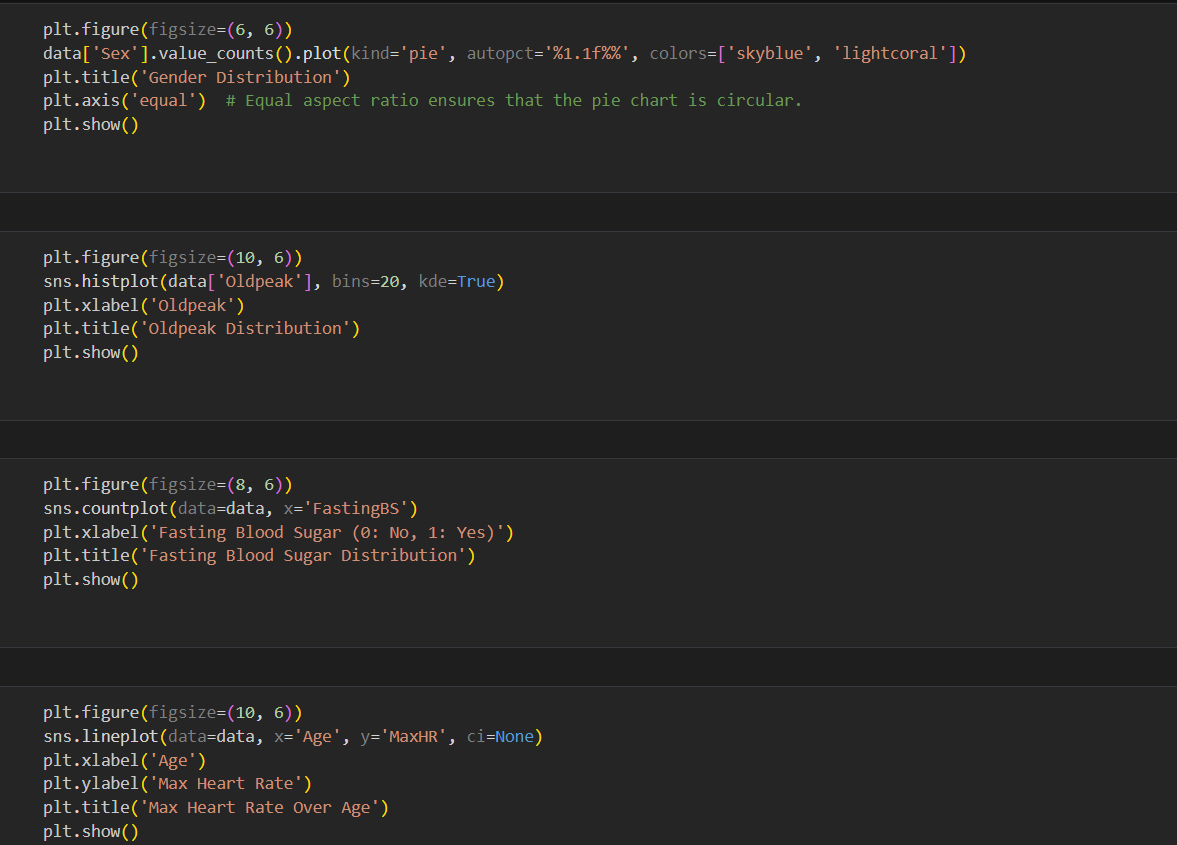 plt.figure(figsize=(6, 6))
data['Sex'].value_counts().plot(kind='pie', autopct='%1.1f%%', colors=['skyblue', 'lightcoral'])
plt.title('Gender Distribution')
plt.axis('equal')  # Equal aspect ratio ensures that the pie chart is circular.
plt.show()
plt.figure(figsize=(10, 6))
sns.histplot(data['Oldpeak'], bins=20, kde=True)
plt.xlabel('Oldpeak')
plt.title('Oldpeak Distribution')
plt.show()
plt.figure(figsize=(8, 6))
sns.countplot(data=data, x='FastingBS')
plt.xlabel('Fasting Blood Sugar (0: No, 1: Yes)')
plt.title('Fasting Blood Sugar Distribution')
plt.show()
plt.figure(figsize=(10, 6))
sns.lineplot(data=data, x='Age', y='MaxHR', ci=None)
plt.xlabel('Age')
plt.ylabel('Max Heart Rate')
plt.title('Max Heart Rate Over Age')
plt.show()